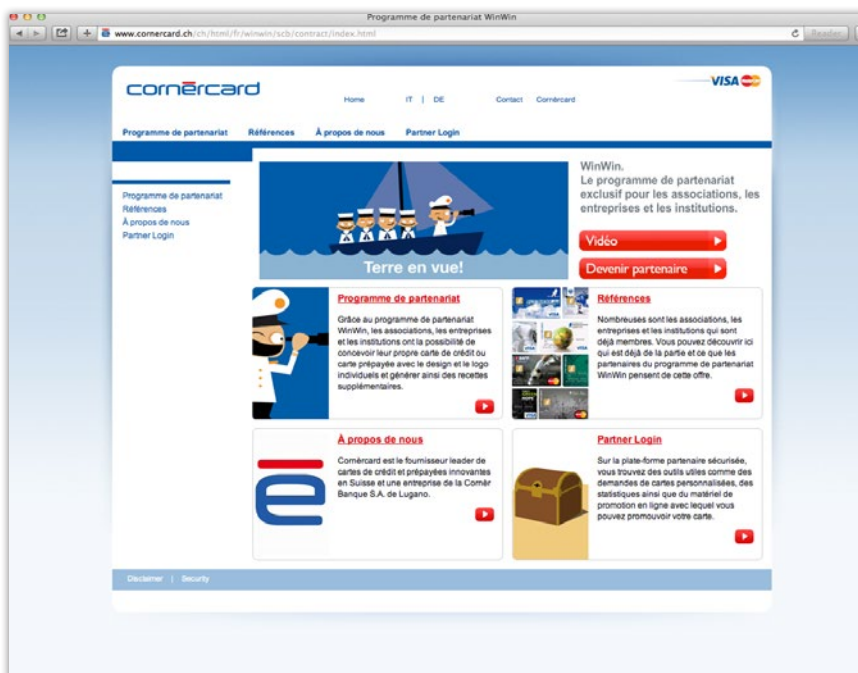 Programme de partenariat WinWin
www.cornercard.ch/ch/html/fr/winwin/scb/contract/index.html
Reader
cornèrcard
VISA
Home IT | DE Contact Cornèrcard
Programme de partenariat Références À propos de nous Partner Login
Programme de partenariat
Références
À propos de nous
Partner Login
Terre en vue!
WinWin.
Le programme de partenariat
exclusif pour les associations, les
entreprises et les institutions.
Vidéo
Devenir partenaire
Programme de partenariat
Grâce au programme de partenariat
WinWin, les associations, les entreprises
et les institutions ont la possibilité de
concevoir leur propre carte de crédit ou
carte prépayée avec le design et le logo
individuels et générer ainsi des recettes
supplémentaires.
Références
Nombreuses sont les associations, les
entreprises et les institutions qui sont
déjà membres. Vous pouvez découvrir ici
qui est déjà de la partie et ce que les
partenaires du programme de partenariat
WinWin pensent de cette offre.
À propos de nous
Cornèrcard est le fournisseur leader de
cartes de crédit et prépayées innovantes
en Suisse et une entreprise de la Cornèr
Banque S.A. de Lugano.
Partner Login
Sur la plate-forme partenaire sécurisée,
vous trouvez des outils utiles comme des
demandes de cartes personnalisées, des
statistiques ainsi que du matériel de
promotion en ligne avec lequel vous
pouvez promouvoir votre carte.
Disclaimer | Security